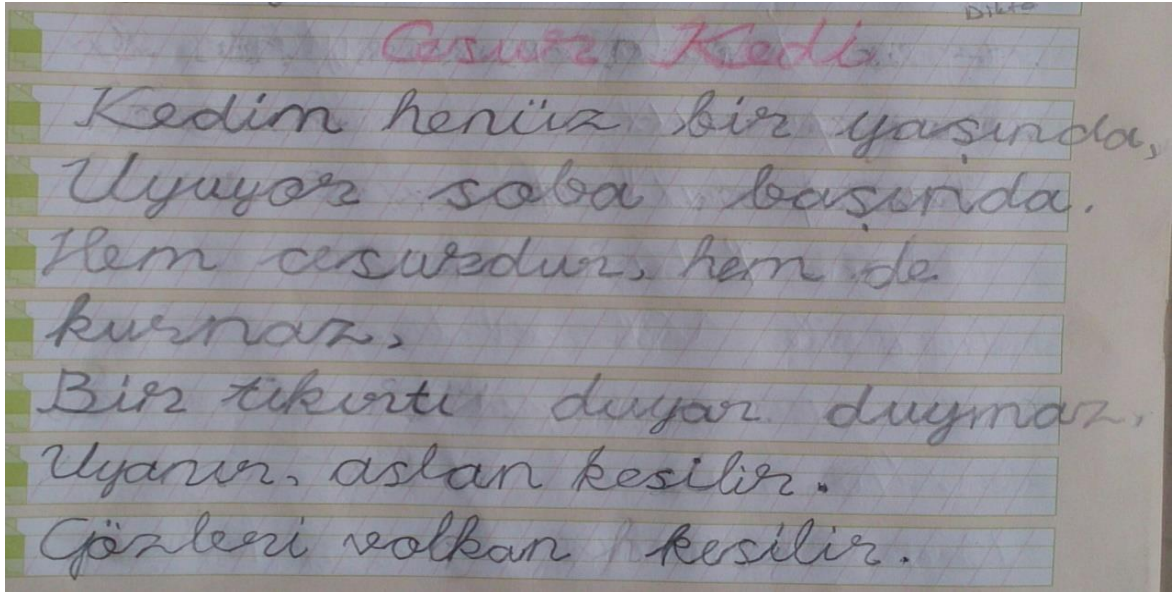 Dikte
Cesur Kedi
Kedim henüz bir yaşında,
Uyuyor soba başında.
Hem cesurdur, hem de
kurnaz,
Bir tıkırtı duyar duymaz,
Uyanır, aslan kesilir.
Gözleri volkan kesilir.